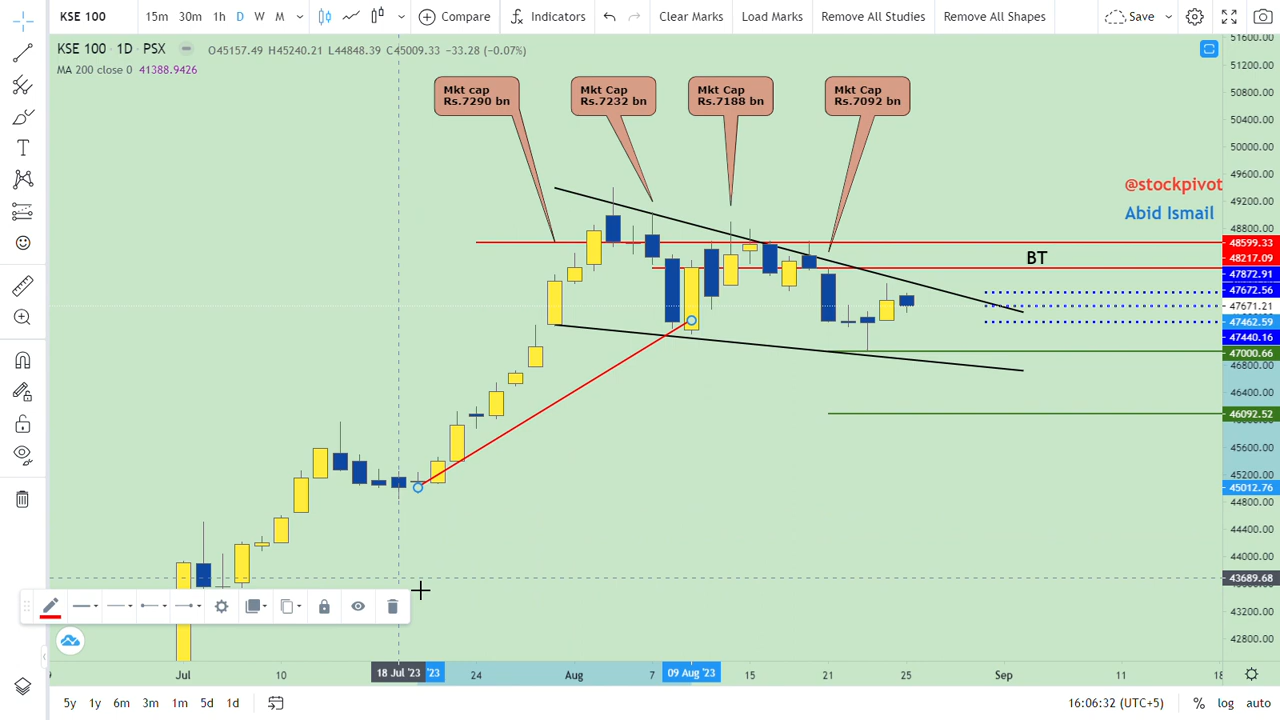 KSE 100 15m 30m 1h D W M Compare Indicators Clear Marks Load Marks Remove All Studies Remove All Shapes Save
KSE 100 · 1D · PSX O45157.49 H45240.21 L44848.39 C45009.33 −33.28 (−0.07%)
MA 200 close 0 41388.9426
Mkt cap
Rs.7290 bn
Mkt Cap
Rs.7232 bn
Mkt Cap
Rs.7188 bn
Mkt Cap
Rs.7092 bn
@stockpivot
Abid Ismail
BT
51600.00
51200.00
50800.00
50400.00
50000.00
49600.00
49200.00
48800.00
48599.33
48217.09
47872.91
47672.56
47671.21
47462.59
47440.16
47000.66
46800.00
46400.00
46092.52
45600.00
45200.00
45012.76
44800.00
44400.00
44000.00
43689.68
43200.00
42800.00
Jul 10 18 Jul '23 '23 24 Aug 7 09 Aug '23 15 21 25 Sep 11 18
5y 1y 6m 3m 1m 5d 1d 16:06:32 (UTC+5) % log auto